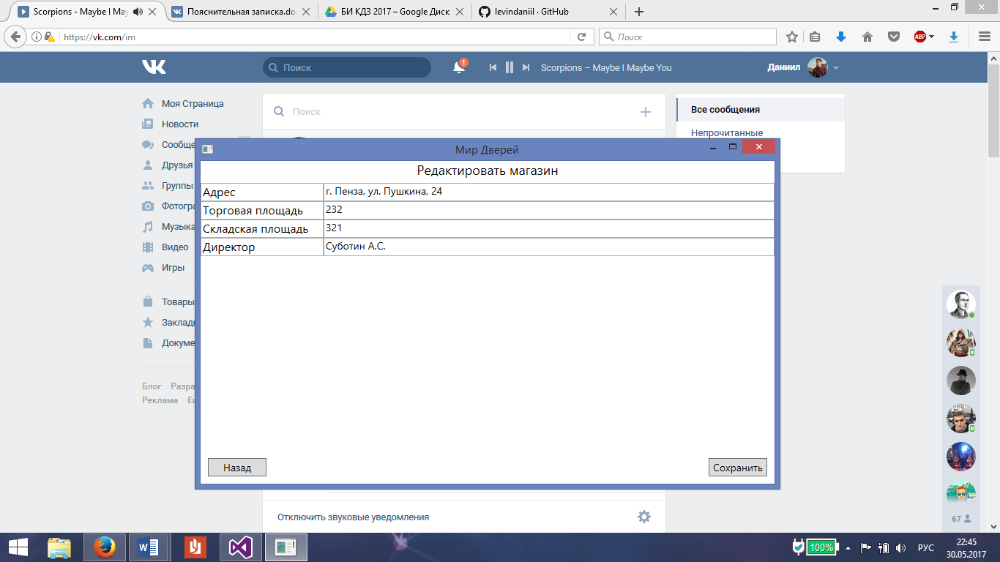 Scorpions - Maybe I May
Пояснительная записка.do
БИ КДЗ 2017 – Google Диск
levindaniil · GitHub
https://vk.com/im
Поиск
ABP
Поиск
1
Scorpions – Maybe I Maybe You
Даниил
Моя Страница
Новости
Сообще
Друзья
Группы
Фотогра
Музыка
Видео
Игры
Товары
Закладк
Докуме
Блог Разра
Реклама
Поиск
Все сообщения
Непрочитанные
Мир Дверей
Редактировать магазин
Адрес г. Пенза, ул. Пушкина, 24
Торговая площадь 232
Складская площадь 321
Директор Суботин А.С.
Назад
Сохранить
Отключить звуковые уведомления
67
100%
РУС
22:45
30.05.2017